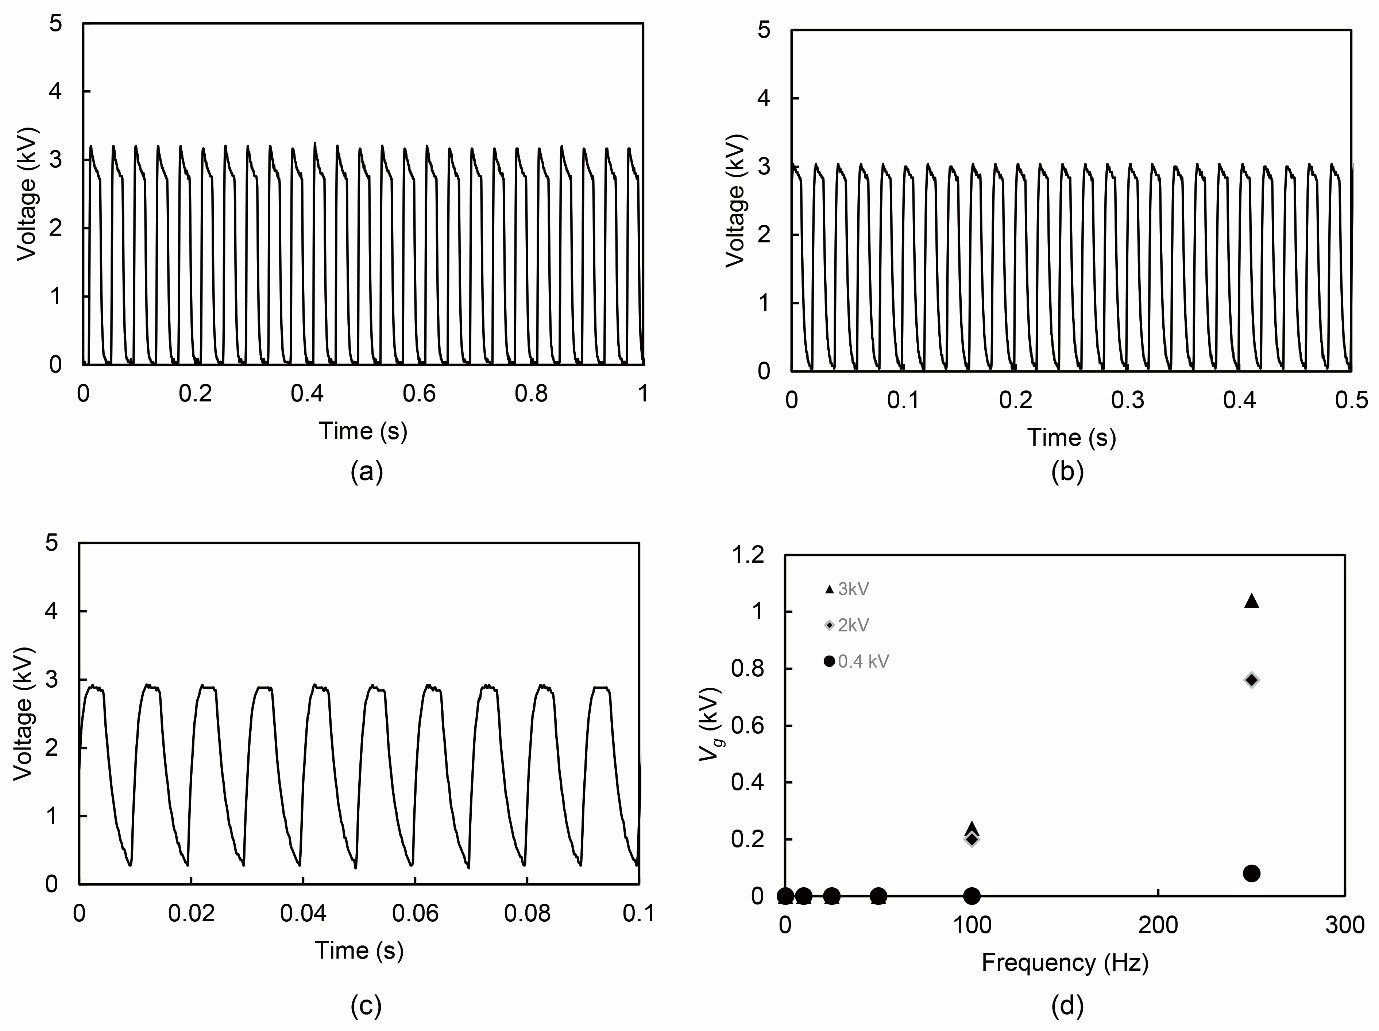 5
4
3
2
1
0
Voltage (kV)
0 0.2 0.4 0.6 0.8 1
Time (s)
(a)
5
4
3
2
1
0
Voltage (kV)
0 0.1 0.2 0.3 0.4 0.5
Time (s)
(b)
5
4
3
2
1
0
Voltage (kV)
0 0.02 0.04 0.06 0.08 0.1
Time (s)
(c)
1.2
1
0.8
0.6
0.4
0.2
0
Vg (kV)
3kV
2kV
0.4 kV
0 100 200 300
Frequency (Hz)
(d)